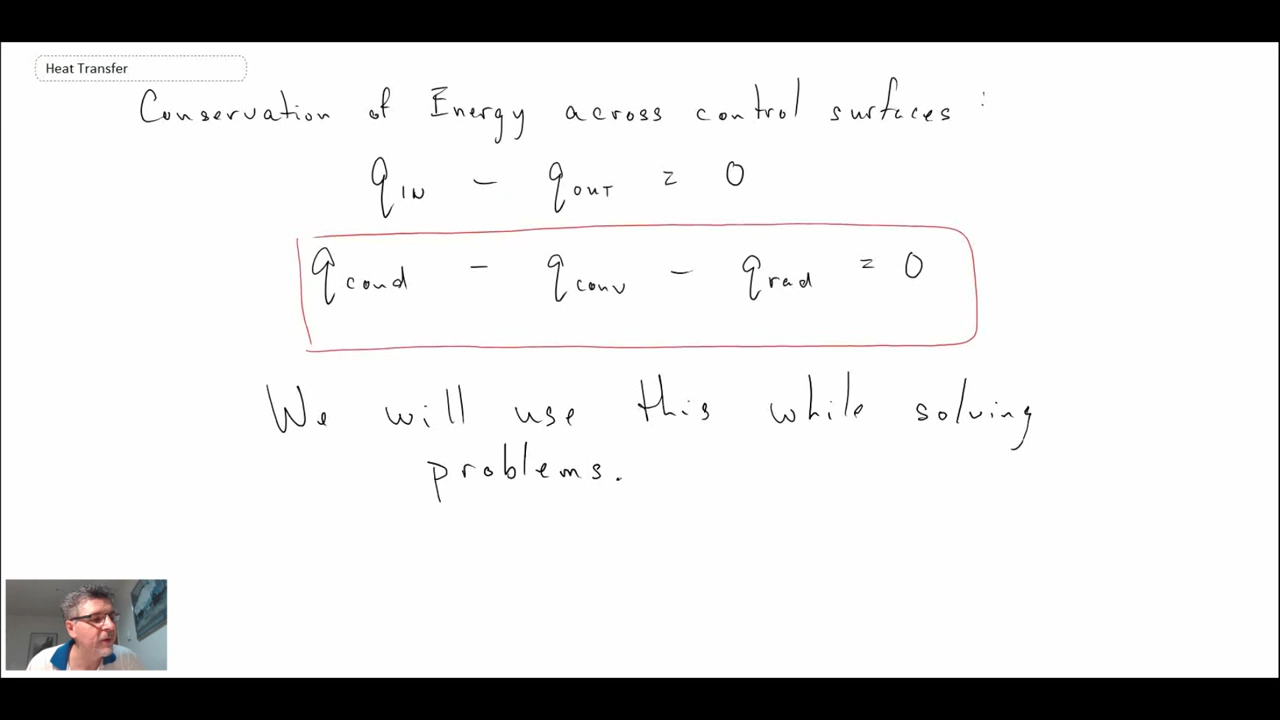 Heat Transfer
Conservation of Energy across control surfaces :
q_IN - q_OUT = 0
q_cond - q_conv - q_rad = 0
We will use this while solving
problems.